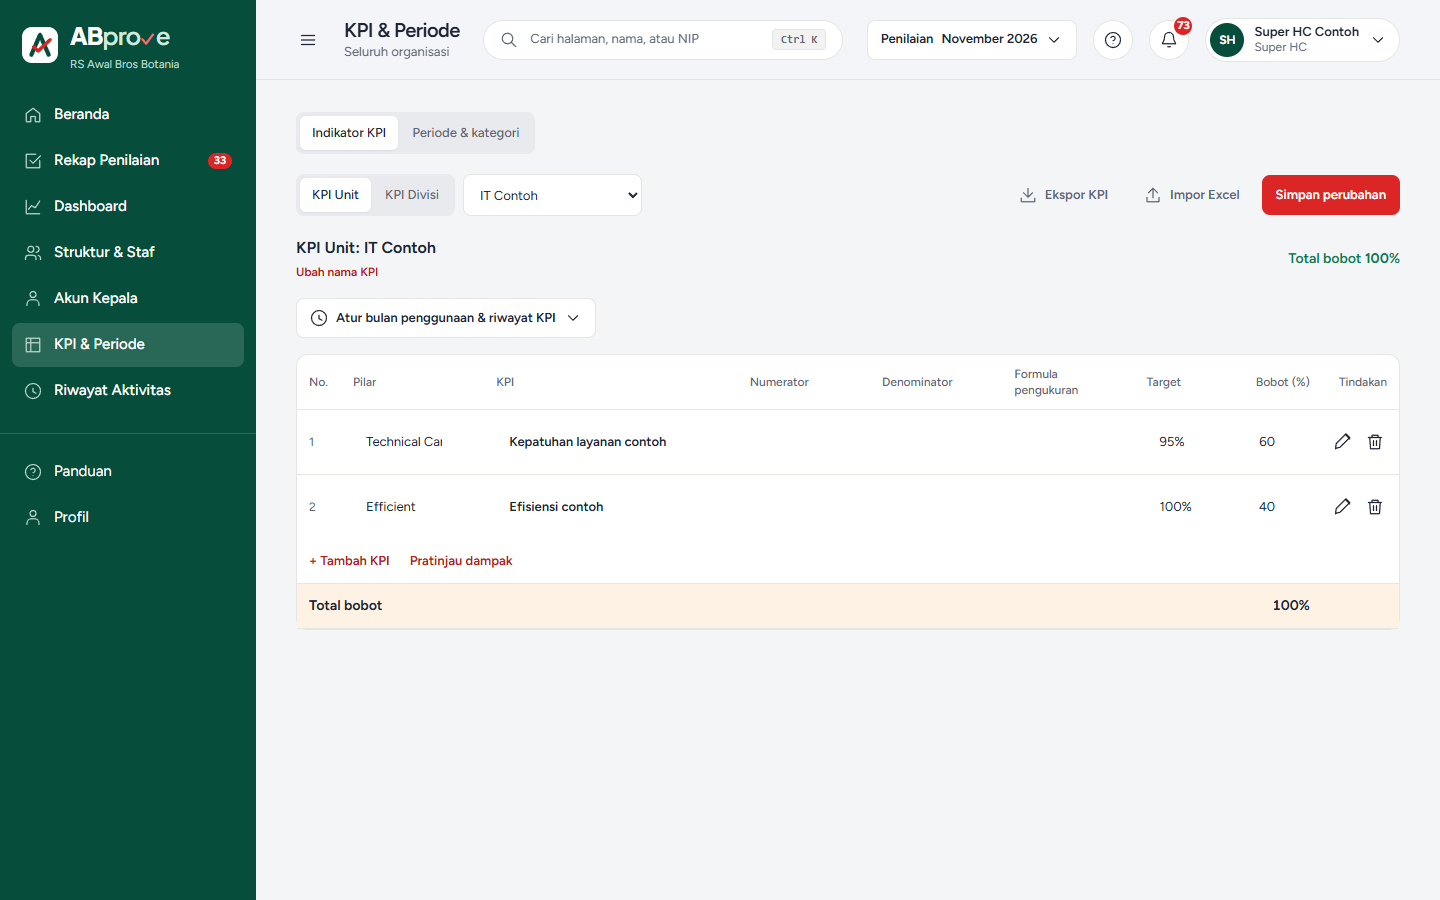 ABprove
RS Awal Bros Botania
Beranda
Rekap Penilaian 33
Dashboard
Struktur & Staf
Akun Kepala
KPI & Periode
Riwayat Aktivitas
Panduan
Profil
KPI & Periode
Seluruh organisasi
Cari halaman, nama, atau NIP Ctrl K
Penilaian November 2026
73
SH
Super HC Contoh
Super HC
Indikator KPI Periode & kategori
KPI Unit KPI Divisi IT Contoh Ekspor KPI Impor Excel Simpan perubahan
KPI Unit: IT Contoh
Ubah nama KPI
Total bobot 100%
Atur bulan penggunaan & riwayat KPI
No. Pilar KPI Numerator Denominator Formula pengukuran Target Bobot (%) Tindakan
1 Technical Car Kepatuhan layanan contoh 95% 60
2 Efficient Efisiensi contoh 100% 40
+ Tambah KPI Pratinjau dampak
Total bobot 100%